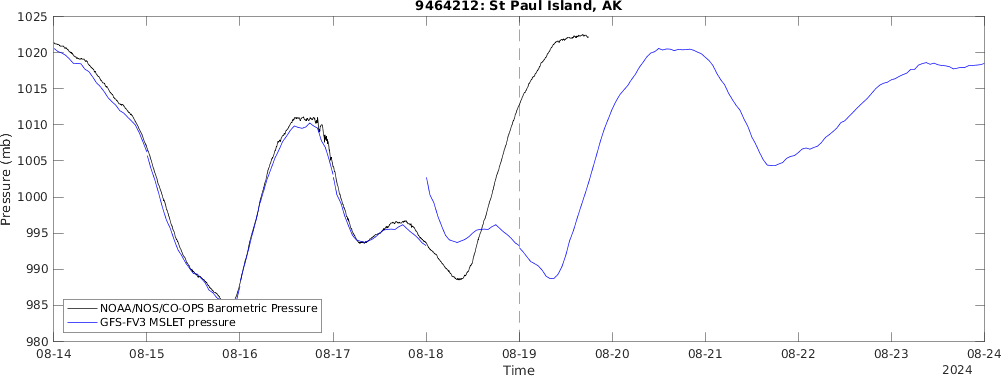 9464212: St Paul Island, AK
Pressure (mb)
1025
1020
1015
1010
1005
1000
995
990
985
980
NOAA/NOS/CO-OPS Barometric Pressure
GFS-FV3 MSLET pressure
08-14 08-15 08-16 08-17 08-18 08-19 08-20 08-21 08-22 08-23 08-24
Time
2024